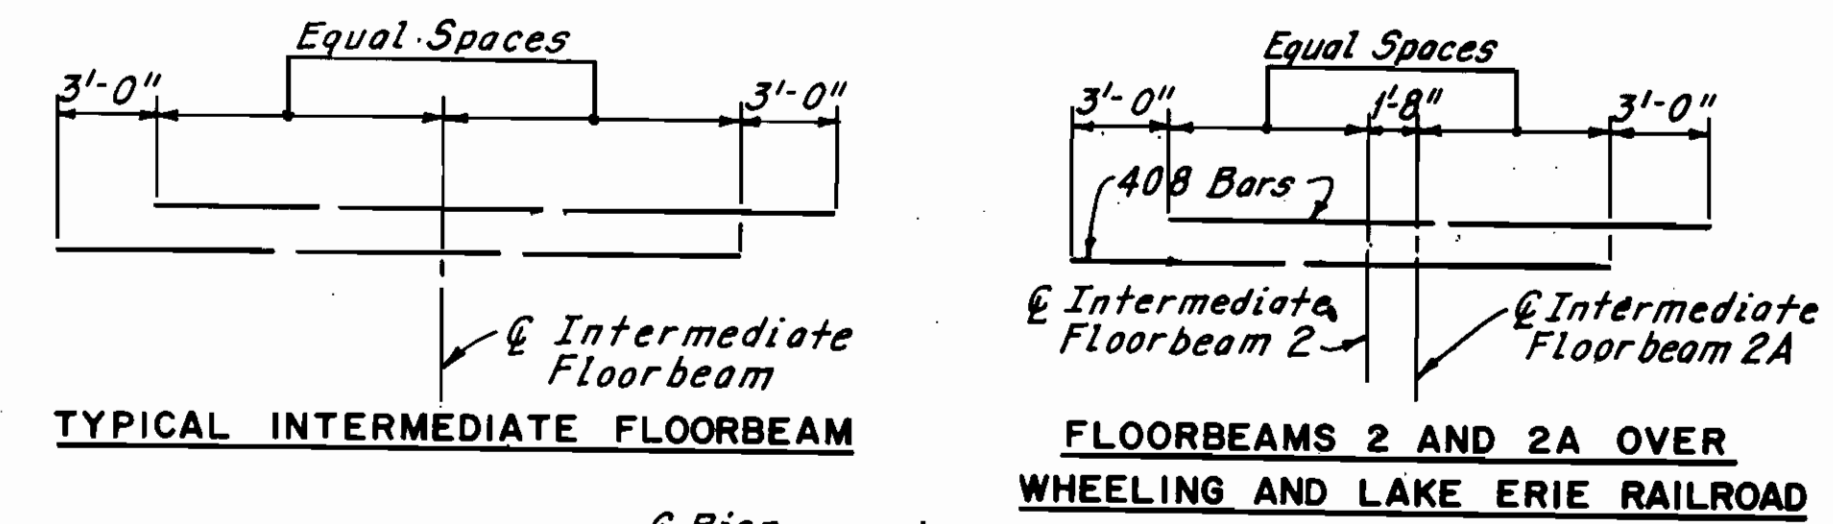 Equal Spaces
3'-0" 3'-0"
℄ Intermediate
Floorbeam
TYPICAL INTERMEDIATE FLOORBEAM
Equal Spaces
3'-0" 1'-8" 3'-0"
408 Bars
℄ Intermediate
Floorbeam 2
℄ Intermediate
Floorbeam 2A
FLOORBEAMS 2 AND 2A OVER
WHEELING AND LAKE ERIE RAILROAD
℄ Pier